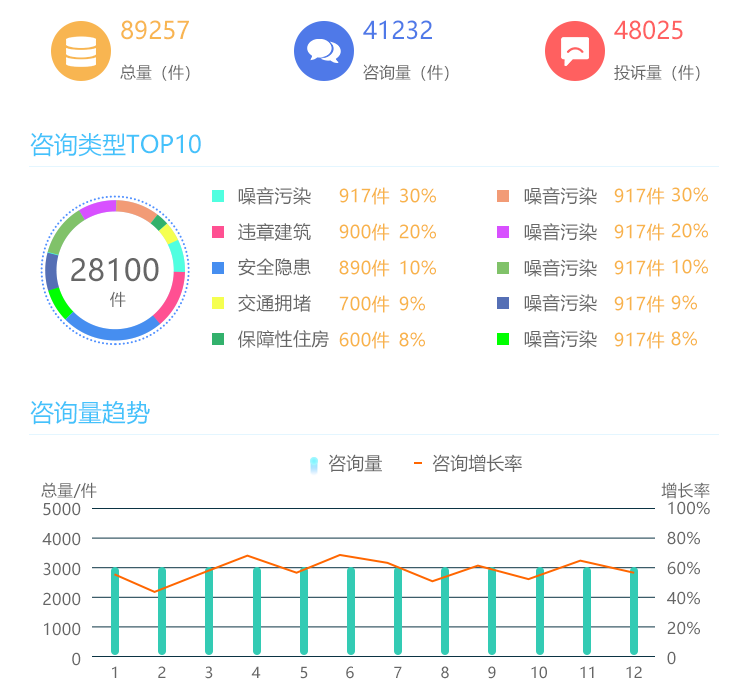 89257
总量（件）
41232
咨询量（件）
48025
投诉量（件）
咨询类型TOP10
28100
件
噪音污染 917件 30%
违章建筑 900件 20%
安全隐患 890件 10%
交通拥堵 700件 9%
保障性住房 600件 8%
噪音污染 917件 30%
噪音污染 917件 20%
噪音污染 917件 10%
噪音污染 917件 9%
噪音污染 917件 8%
咨询量趋势
咨询量 咨询增长率
总量/件
5000
4000
3000
2000
1000
0
增长率
100%
80%
60%
40%
20%
0
1 2 3 4 5 6 7 8 9 10 11 12